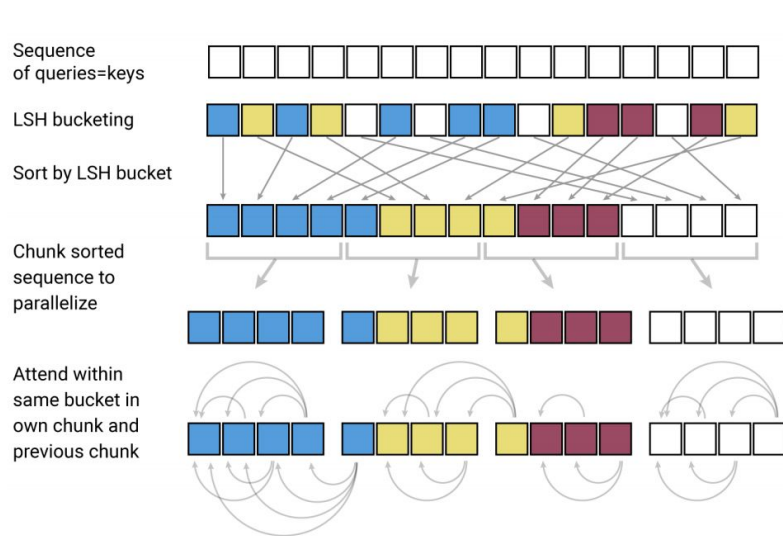 Sequence
of queries=keys
LSH bucketing
Sort by LSH bucket
Chunk sorted
sequence to
parallelize
Attend within
same bucket in
own chunk and
previous chunk